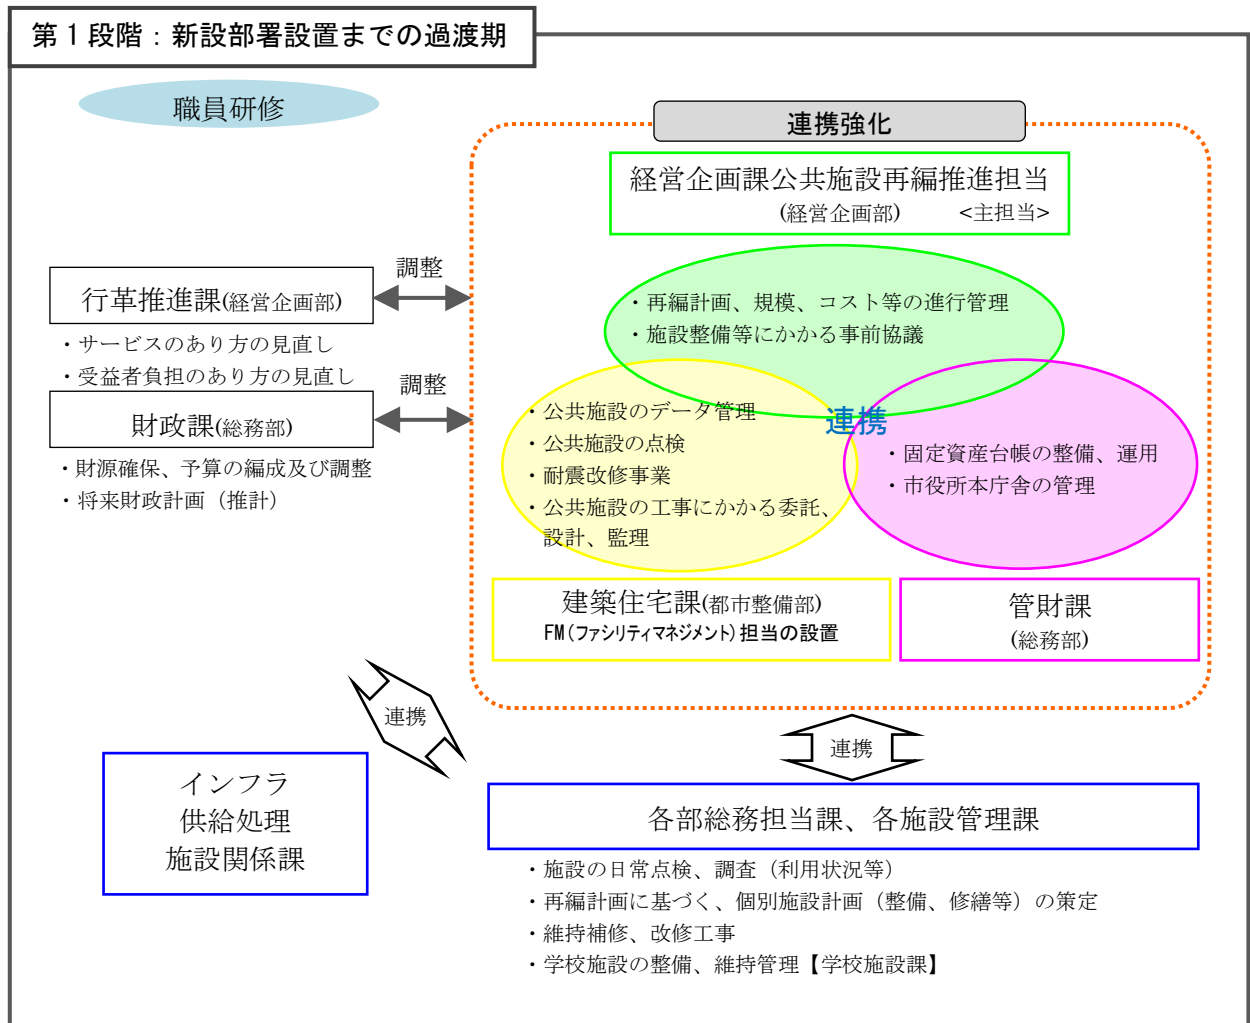 第１段階：新設部署設置までの過渡期
職員研修
連携強化
経営企画課公共施設再編推進担当
(経営企画部)　<主担当>
調整
行革推進課(経営企画部)
・サービスのあり方の見直し
・受益者負担のあり方の見直し
調整
財政課(総務部)
・財源確保、予算の編成及び調整
・将来財政計画（推計）
・再編計画、規模、コスト等の進行管理
・施設整備等にかかる事前協議
連携
・公共施設のデータ管理
・公共施設の点検
・耐震改修事業
・公共施設の工事にかかる委託、
設計、監理
・固定資産台帳の整備、運用
・市役所本庁舎の管理
建築住宅課(都市整備部)
FM（ファシリティマネジメント）担当の設置
管財課
(総務部)
連携
連携
インフラ
供給処理
施設関係課
各部総務担当課、各施設管理課
・施設の日常点検、調査（利用状況等）
・再編計画に基づく、個別施設計画（整備、修繕等）の策定
・維持補修、改修工事
・学校施設の整備、維持管理【学校施設課】